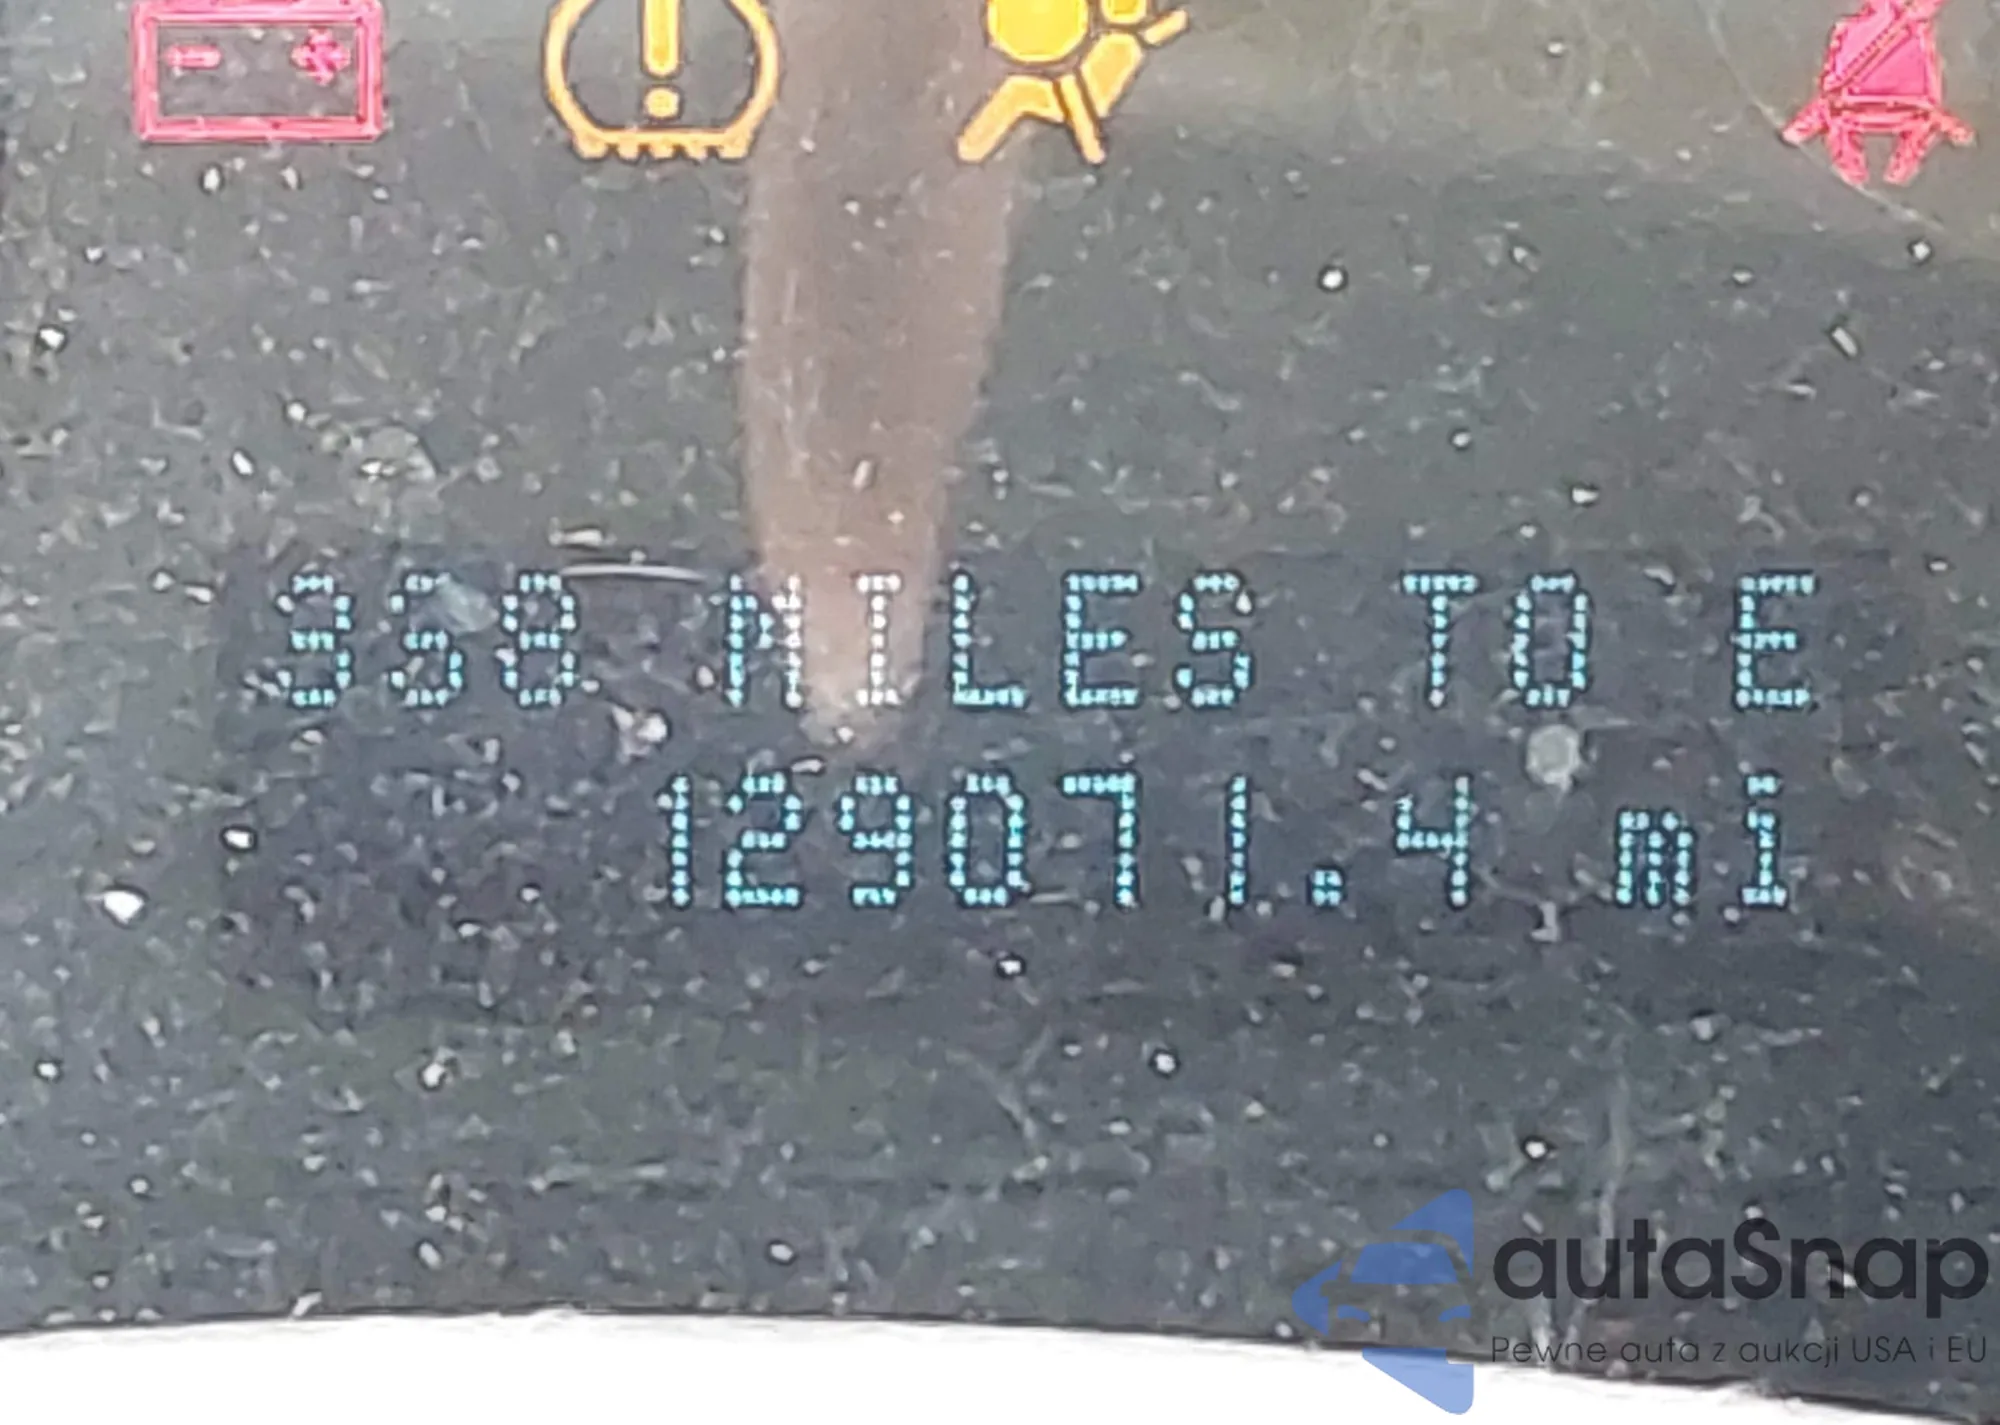 358 MILES TO E
129071.4 mi
autaSnap
Pewne auta z aukcji USA i EU